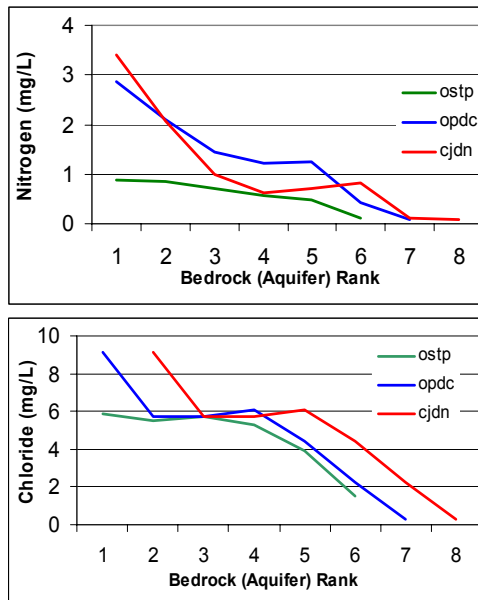 4
3
2
1
0
Nitrogen (mg/L)
ostp
opdc
cjdn
1 2 3 4 5 6 7 8
Bedrock (Aquifer) Rank
10
8
6
4
2
0
Chloride (mg/L)
ostp
opdc
cjdn
1 2 3 4 5 6 7 8
Bedrock (Aquifer) Rank